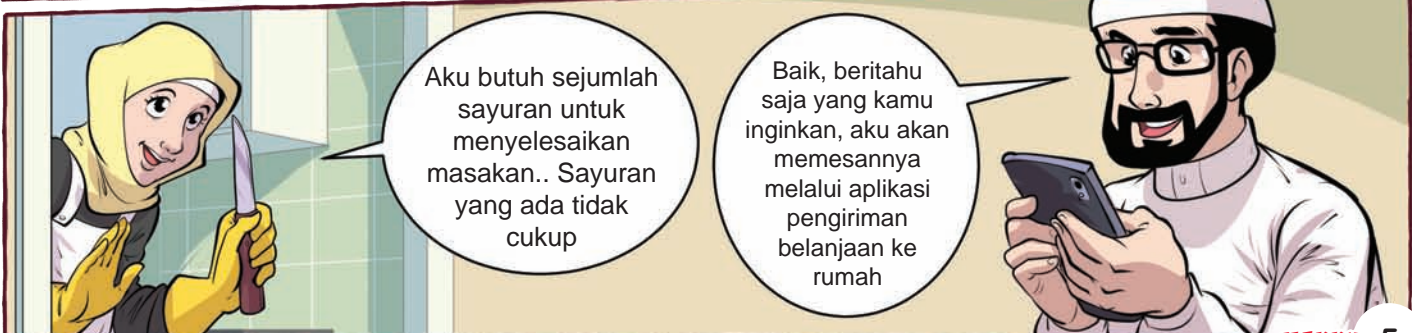 Aku butuh sejumlah
sayuran untuk
menyelesaikan
masakan.. Sayuran
yang ada tidak
cukup
Baik, beritahu
saja yang kamu
inginkan, aku akan
memesannya
melalui aplikasi
pengiriman
belanjaan ke
rumah